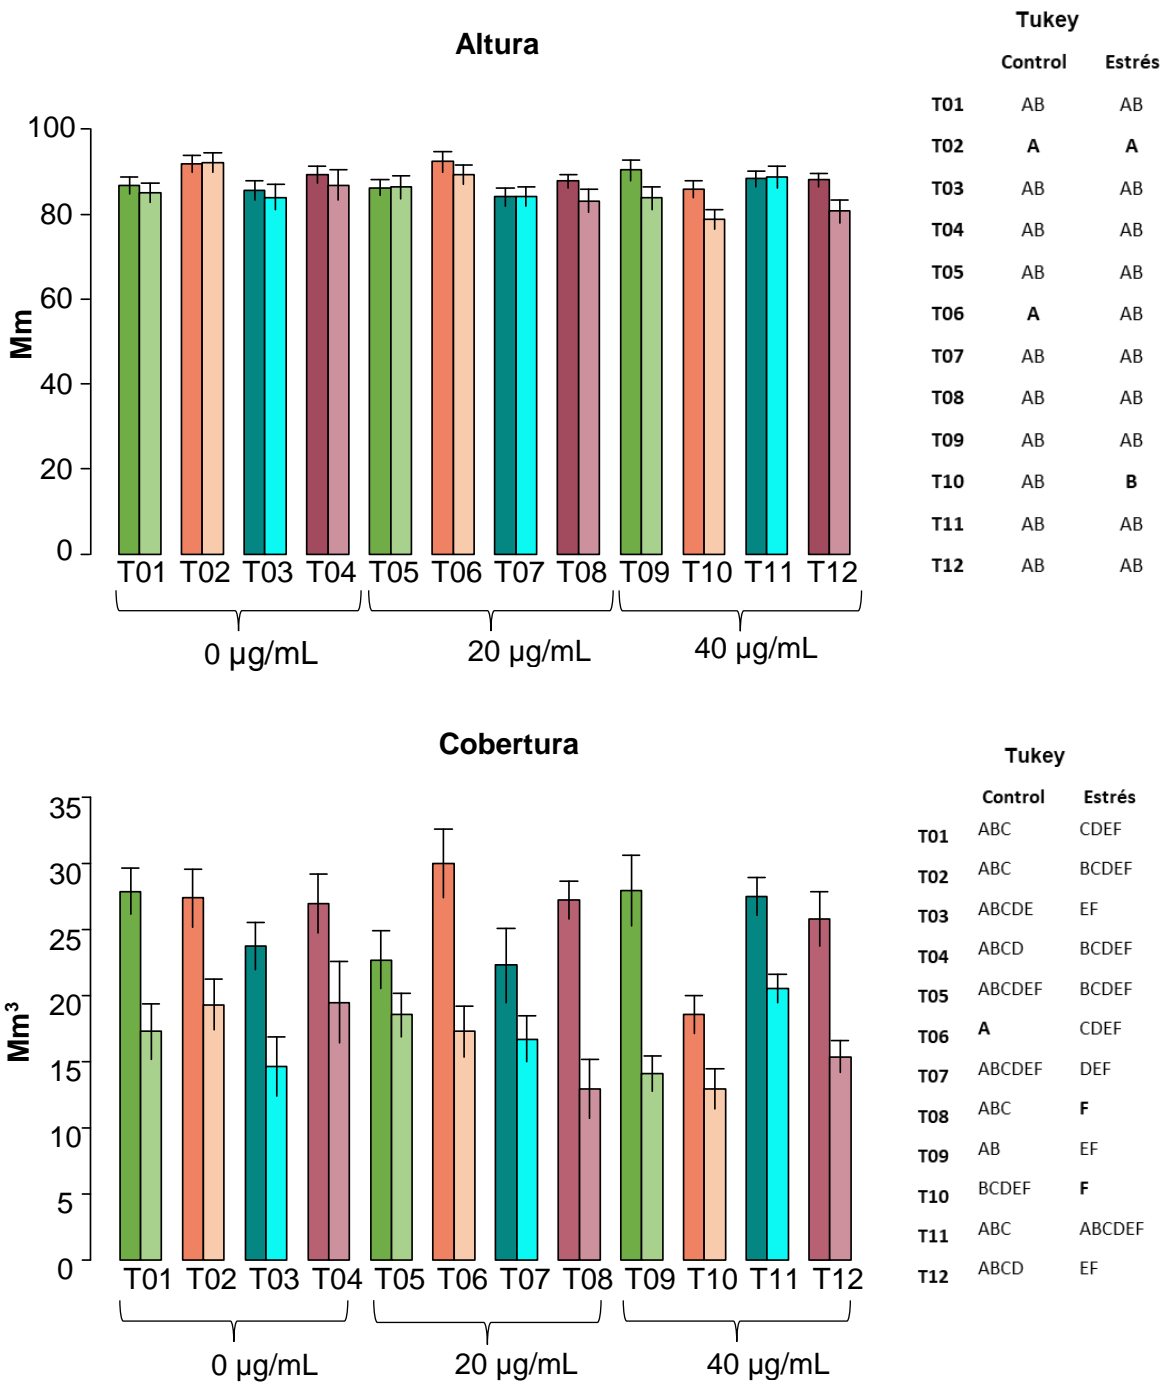 Altura
Mm
100
80
60
40
20
0
T01 T02 T03 T04 T05 T06 T07 T08 T09 T10 T11 T12
0 µg/mL 20 µg/mL 40 µg/mL
Tukey
Control Estrés
T01 AB AB
T02 A A
T03 AB AB
T04 AB AB
T05 AB AB
T06 A AB
T07 AB AB
T08 AB AB
T09 AB AB
T10 AB B
T11 AB AB
T12 AB AB
Cobertura
Mm³
35
30
25
20
15
10
5
0
T01 T02 T03 T04 T05 T06 T07 T08 T09 T10 T11 T12
0 µg/mL 20 µg/mL 40 µg/mL
Tukey
Control Estrés
T01 ABC CDEF
T02 ABC BCDEF
T03 ABCDE EF
T04 ABCD BCDEF
T05 ABCDEF BCDEF
T06 A CDEF
T07 ABCDEF DEF
T08 ABC F
T09 AB EF
T10 BCDEF F
T11 ABC ABCDEF
T12 ABCD EF